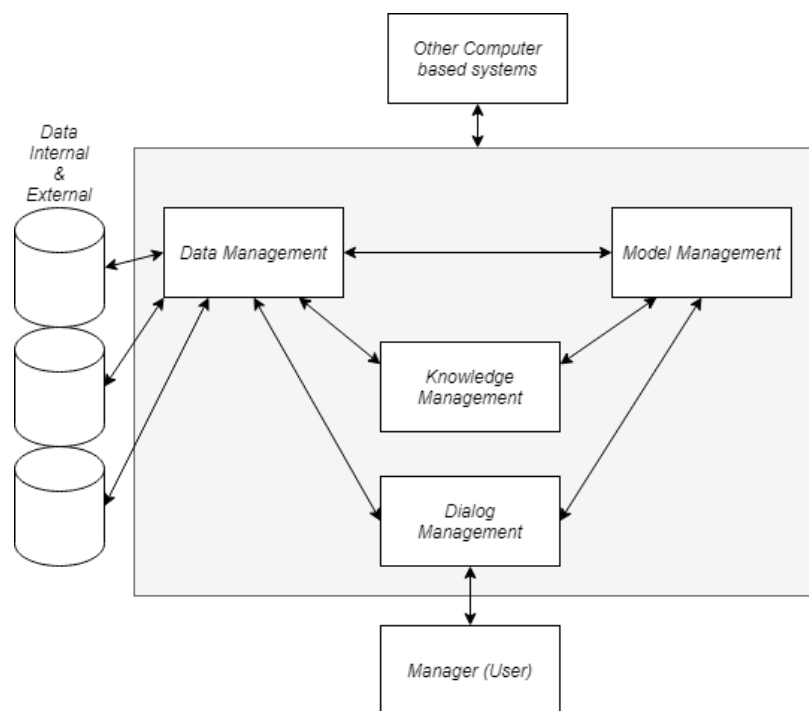 Other Computer
based systems
Data
Internal
&
External
Data Management
Model Management
Knowledge
Management
Dialog
Management
Manager (User)